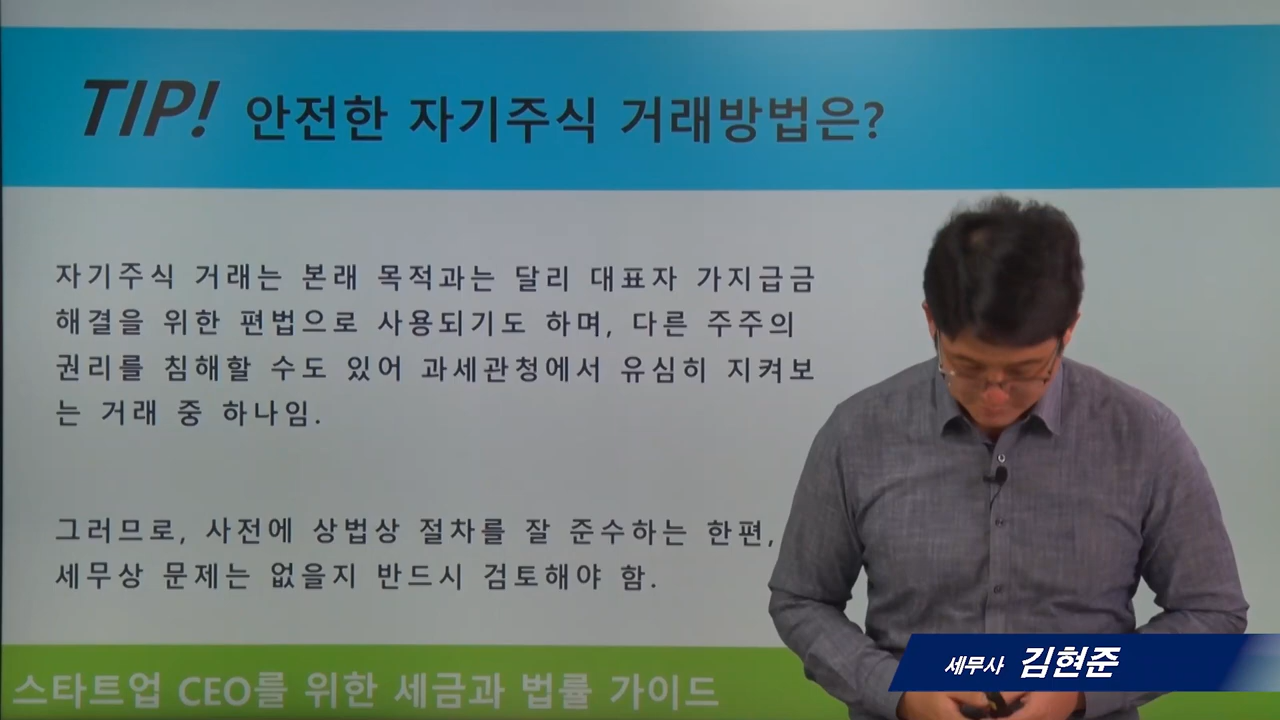 TIP! 안전한 자기주식 거래방법은?
자기주식 거래는 본래 목적과는 달리 대표자 가지급금
해결을 위한 편법으로 사용되기도 하며, 다른 주주의
권리를 침해할 수도 있어 과세관청에서 유심히 지켜보
는 거래 중 하나임.
그러므로, 사전에 상법상 절차를 잘 준수하는 한편,
세무상 문제는 없을지 반드시 검토해야 함.
세무사 김현준
스타트업 CEO를 위한 세금과 법률 가이드